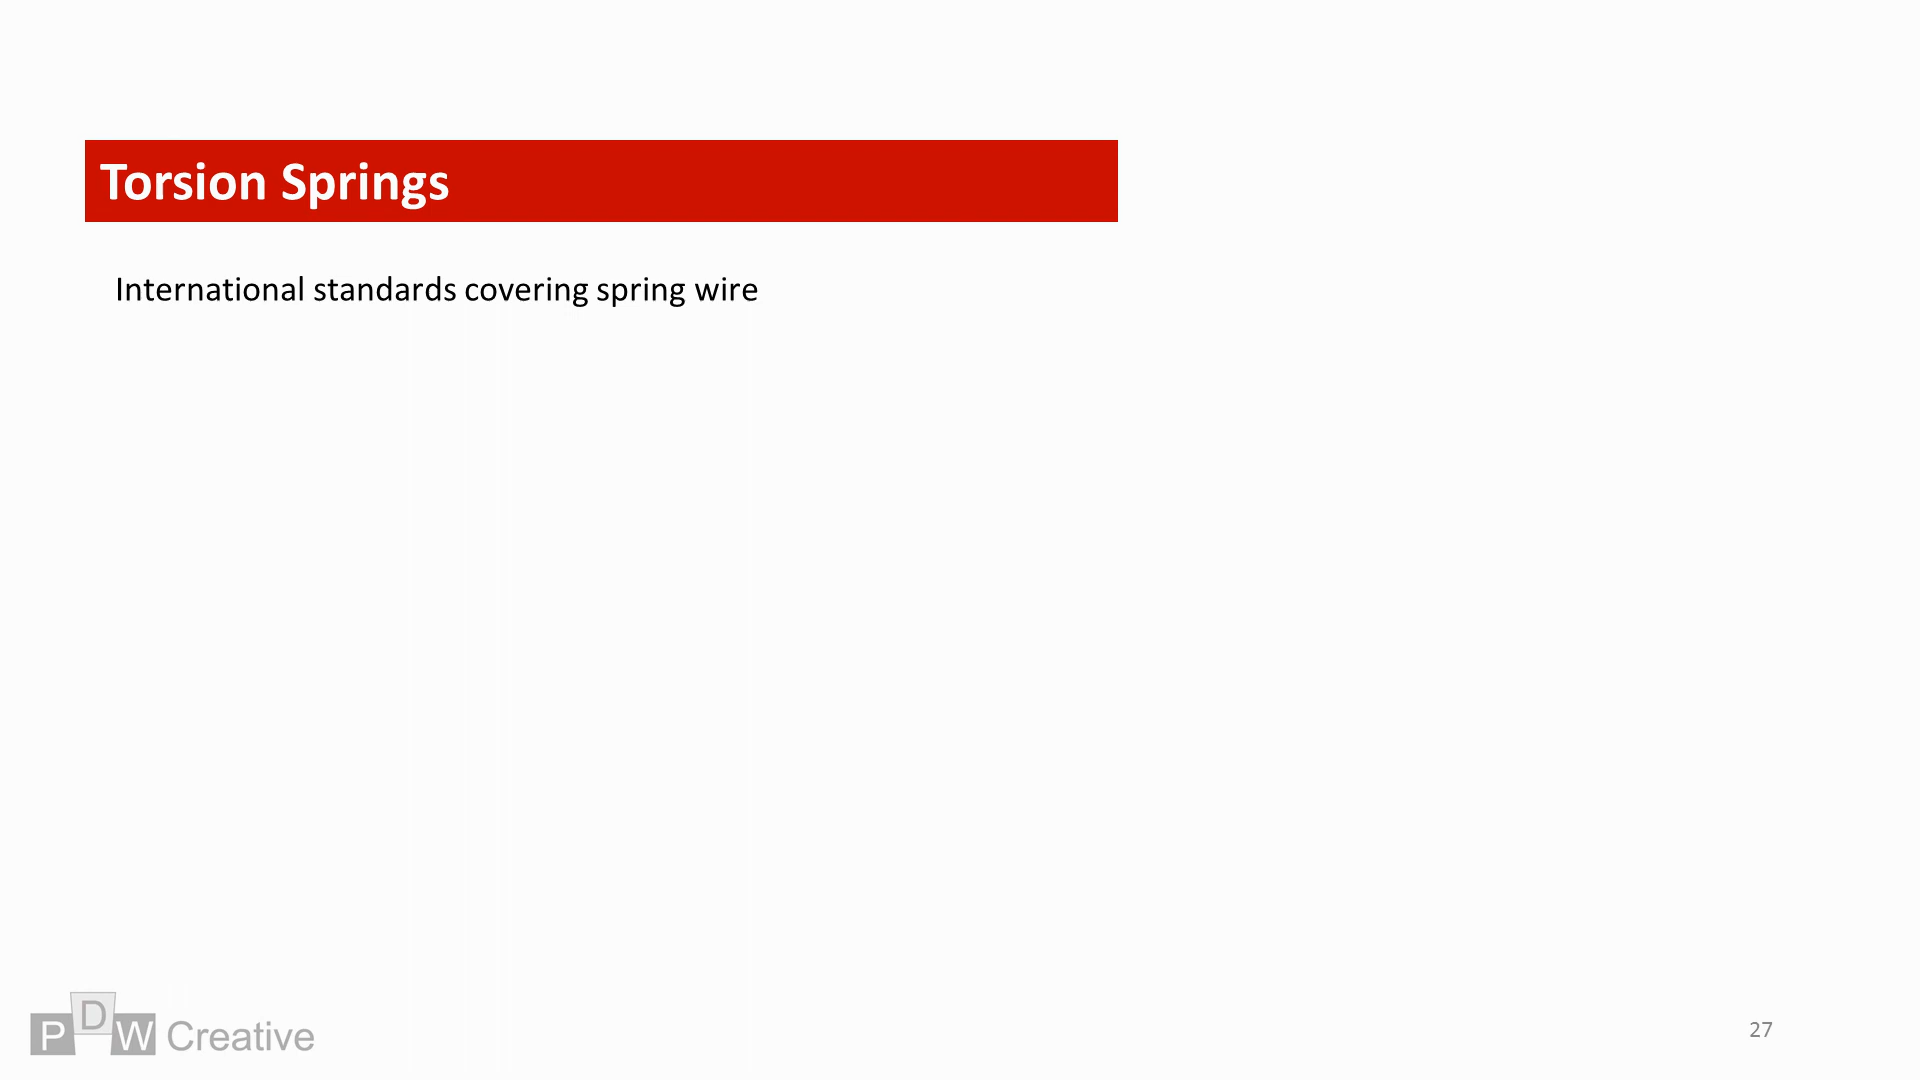 Torsion Springs
International standards covering spring wire
PDW Creative
27